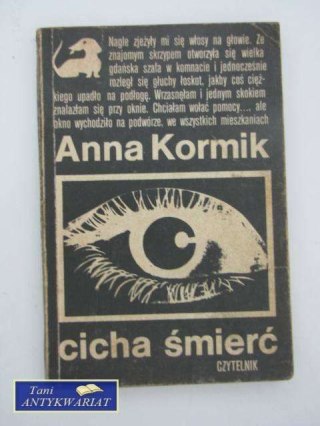 Nagle zjeżyły mi się włosy na głowie. Ze
znajomym skrzypem otworzyła się wielka
gdańska szafa w komnacie i jednocześnie
rozległ się głuchy łoskot, jakby coś cięż-
kiego upadło na podłogę. Wrzasnęłam i jednym skokiem
znalazłam się przy oknie. Chciałam wołać pomocy.... ale
okno wychodziło na podwórze, we wszystkich mieszkaniach
Anna Kormik
cicha śmierć
CZYTELNIK
Tani
ANTYKWARIAT